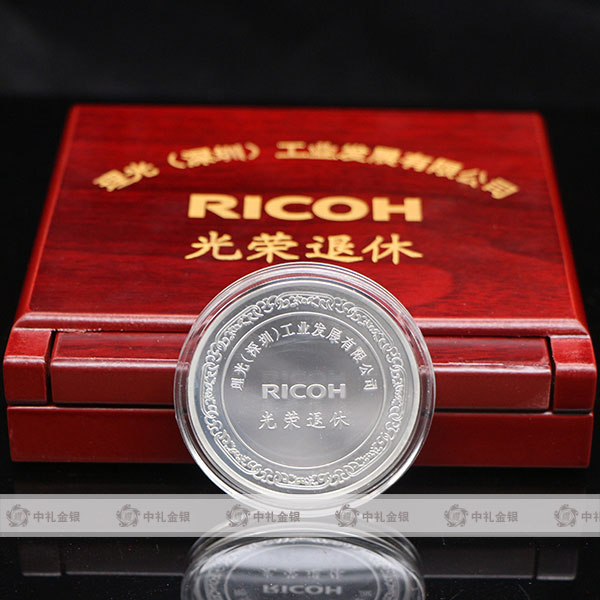 理光（深圳）工业发展有限公司
RICOH
光荣退休
理光(深圳)工业发展有限公司
RICOH
光荣退休
中礼金银 中礼金银 中礼金银 中礼金银 中礼金银
RICOH